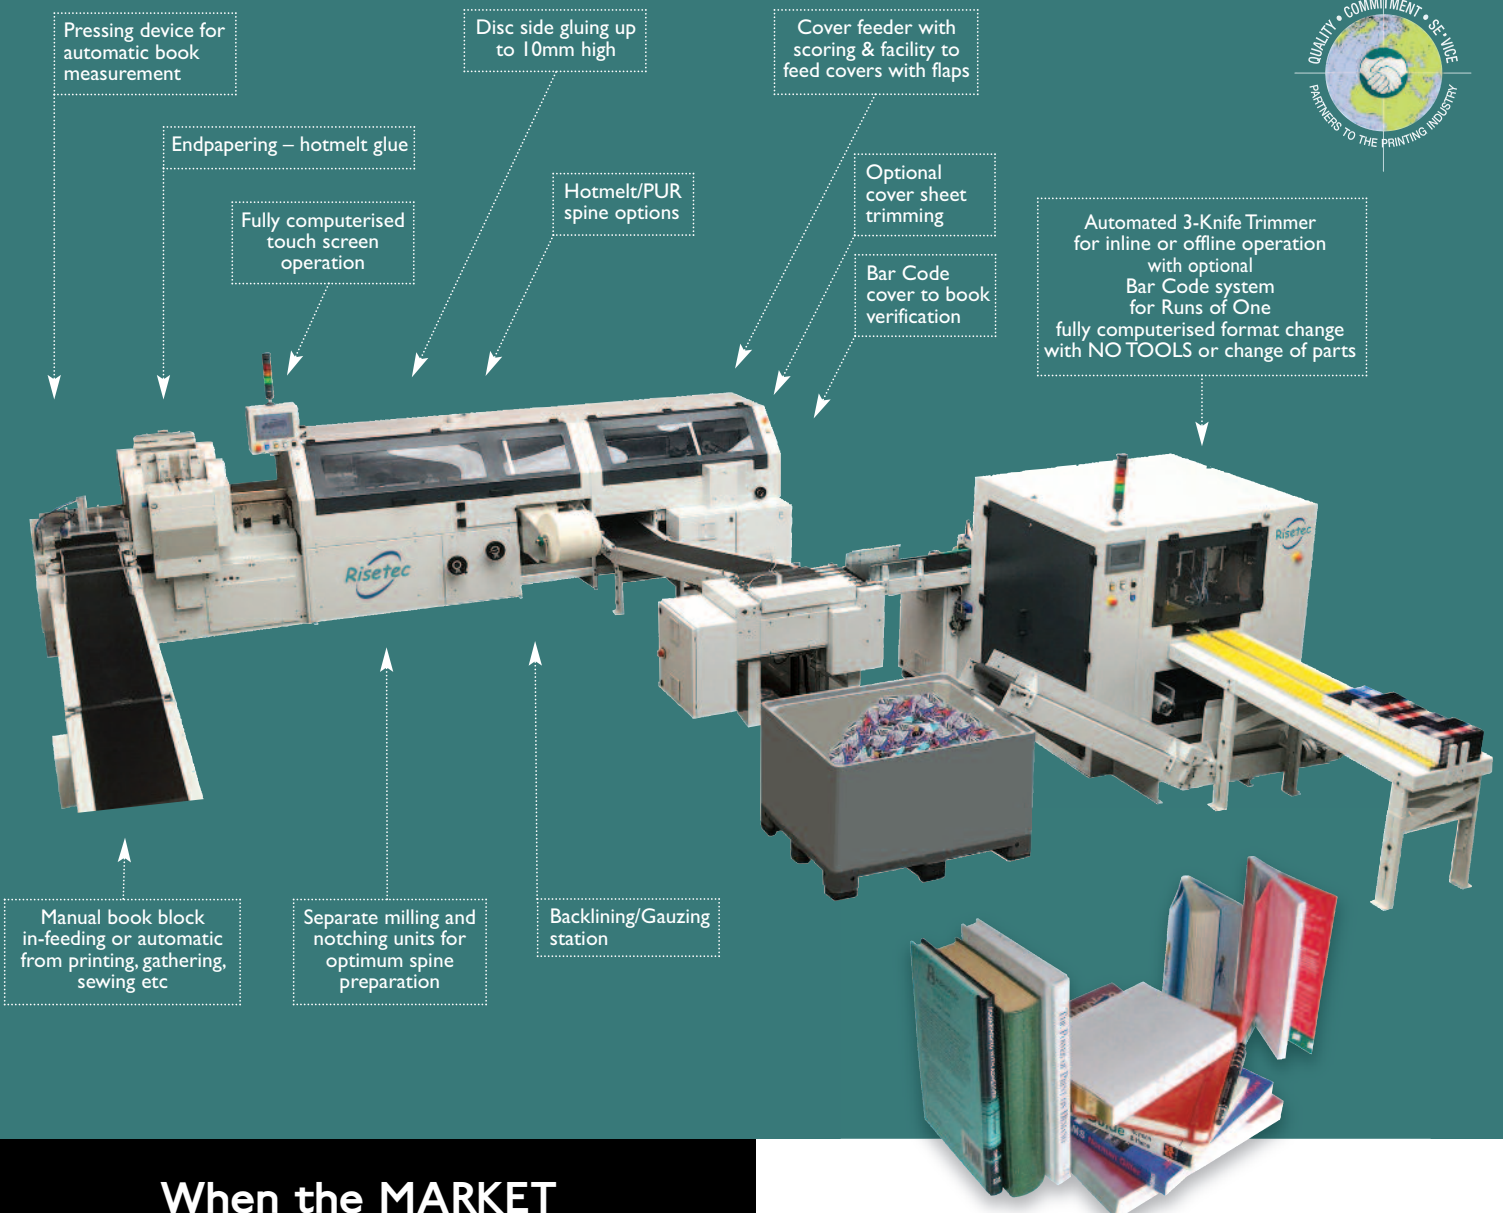 Pressing device for
automatic book
measurement
Disc side gluing up
to 10mm high
Cover feeder with
scoring & facility to
feed covers with flaps
QUALITY • COMMITMENT • SE•VICE
PARTNERS TO THE PRINTING INDUSTRY
Endpapering – hotmelt glue
Fully computerised
touch screen
operation
Hotmelt/PUR
spine options
Optional
cover sheet
trimming
Bar Code
cover to book
verification
Automated 3-Knife Trimmer
for inline or offline operation
with optional
Bar Code system
for Runs of One
fully computerised format change
with NO TOOLS or change of parts
Risetec
Risetec
Manual book block
in-feeding or automatic
from printing, gathering,
sewing etc
Separate milling and
notching units for
optimum spine
preparation
Backlining/Gauzing
station
When the MARKET